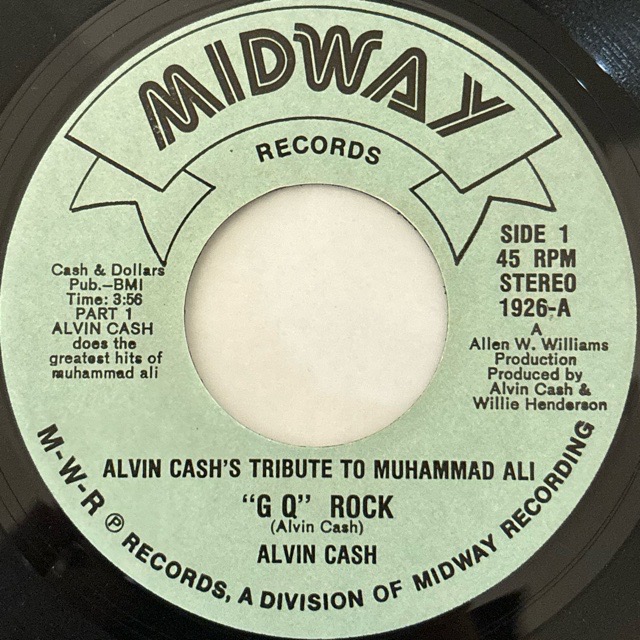 MIDWAY
RECORDS
SIDE 1
45 RPM
STEREO
1926-A
Cash & Dollars
Pub.-BMI
Time: 3:56
PART 1
ALVIN CASH
does the
greatest hits of
muhammad ali
A
Allen W. Williams
Production
Produced by
Alvin Cash &
Willie Henderson
ALVIN CASH'S TRIBUTE TO MUHAMMAD ALI
"G Q" ROCK
(Alvin Cash)
ALVIN CASH
M-W-R ℗ RECORDS, A DIVISION OF MIDWAY RECORDING